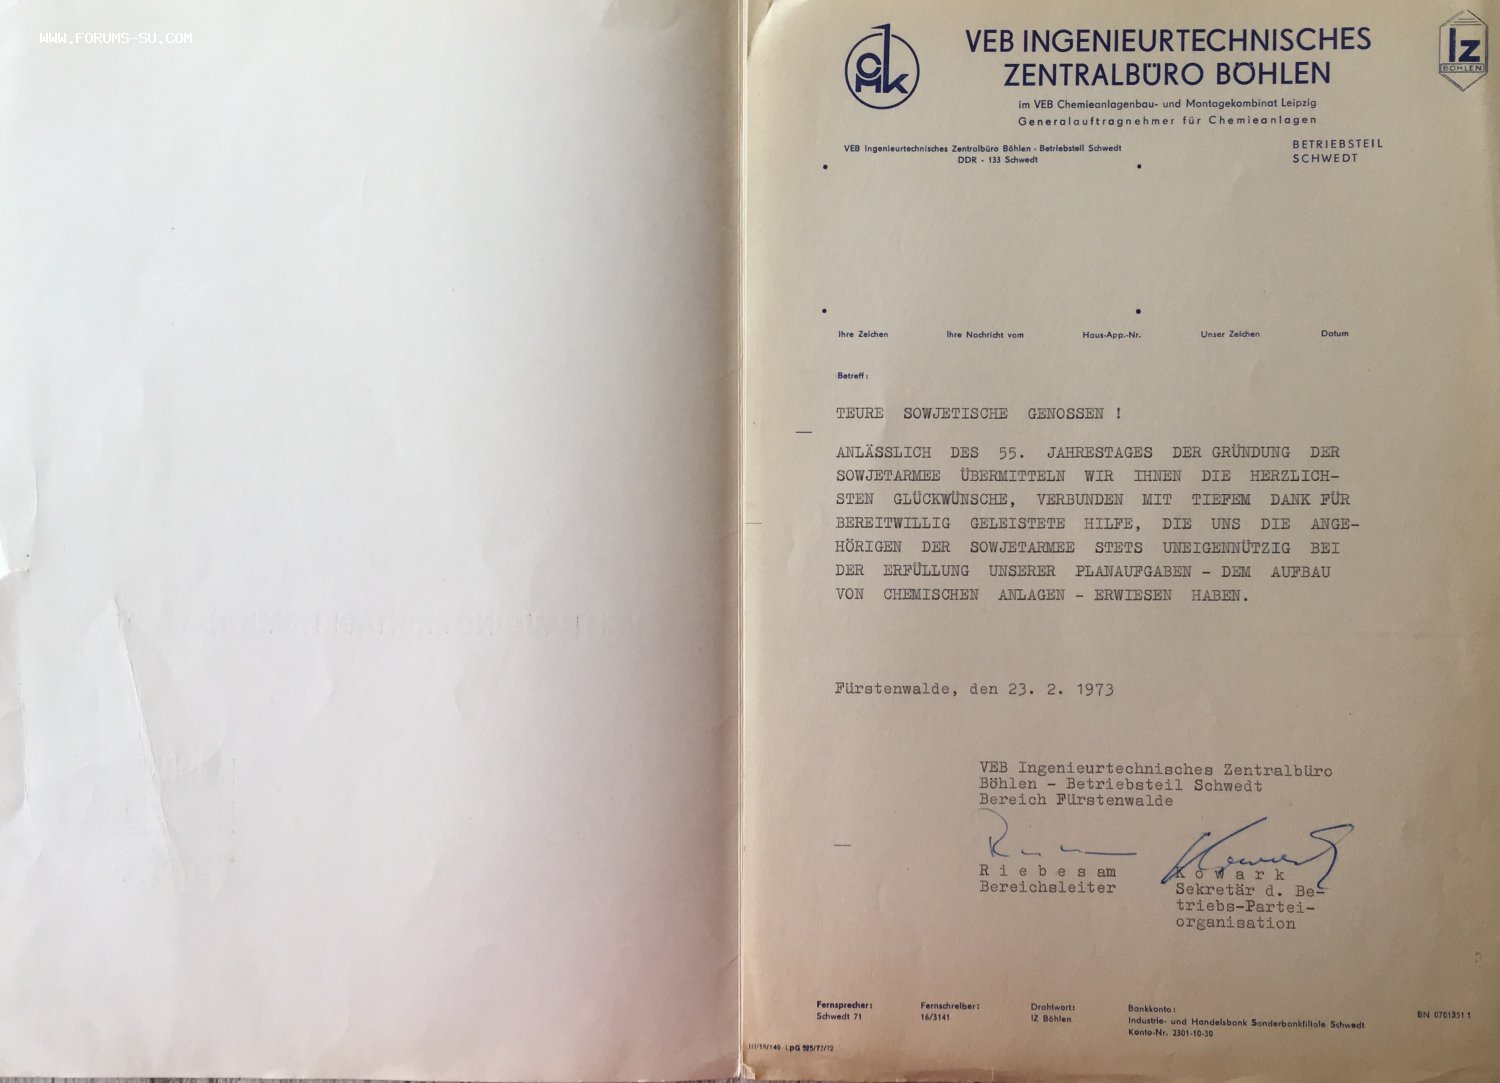 WWW.FORUMS-SU.COM
cmk
VEB INGENIEURTECHNISCHES
ZENTRALBÜRO BÖHLEN
im VEB Chemieanlagenbau- und Montagekombinat Leipzig
Generalauftragnehmer für Chemieanlagen
IZ
BÖHLEN
VEB Ingenieurtechnisches Zentralbüro Böhlen - Betriebsteil Schwedt
DDR - 133 Schwedt
BETRIEBSTEIL
SCHWEDT
Ihre Zeichen Ihre Nachricht vom Haus-App.-Nr. Unser Zeichen Datum
Betreff:
TEURE SOWJETISCHE GENOSSEN !
ANLÄSSLICH DES 55. JAHRESTAGES DER GRÜNDUNG DER
SOWJETARMEE ÜBERMITTELN WIR IHNEN DIE HERZLICH-
STEN GLÜCKWÜNSCHE, VERBUNDEN MIT TIEFEM DANK FÜR
BEREITWILLIG GELEISTETE HILFE, DIE UNS DIE ANGE-
HÖRIGEN DER SOWJETARMEE STETS UNEIGENNÜTZIG BEI
DER ERFÜLLUNG UNSERER PLANAUFGABEN - DEM AUFBAU
VON CHEMISCHEN ANLAGEN - ERWIESEN HABEN.
Fürstenwalde, den 23. 2. 1973
VEB Ingenieurtechnisches Zentralbüro
Böhlen - Betriebsteil Schwedt
Bereich Fürstenwalde
R i e b e s am
Bereichsleiter
K o w a r k
Sekretär d. Be-
triebs-Partei-
organisation
Fernsprecher:
Schwedt 71
Fernschreiber:
16/3141
Drahtwort:
IZ Böhlen
Bankkonto:
Industrie- und Handelsbank Sonderbankfiliale Schwedt
Konto-Nr. 2301-10-30
BN 0701351 1